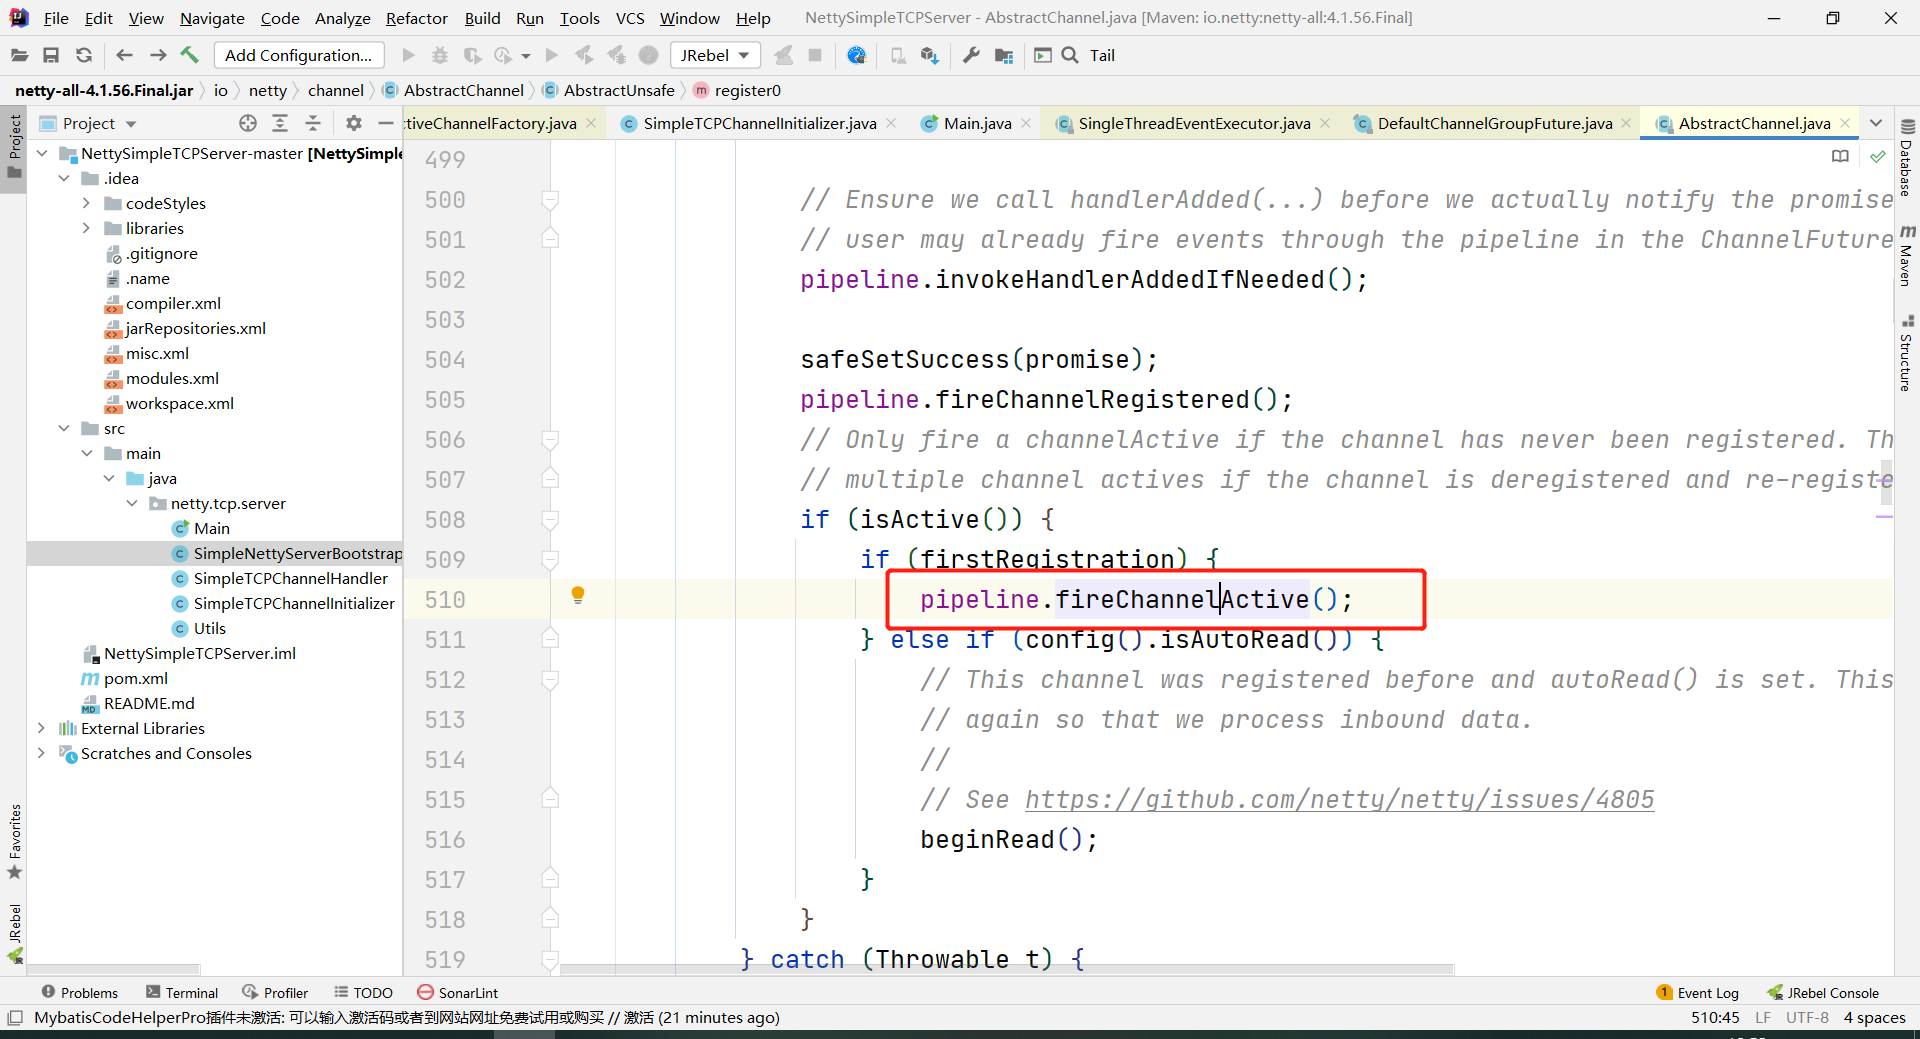 File Edit View Navigate Code Analyze Refactor Build Run Tools VCS Window Help NettySimpleTCPServer - AbstractChannel.java [Maven: io.netty:netty-all:4.1.56.Final]
Add Configuration... JRebel Tail
netty-all-4.1.56.Final.jar io netty channel AbstractChannel AbstractUnsafe register0
Project
ctiveChannelFactory.java SimpleTCPChannelInitializer.java Main.java SingleThreadEventExecutor.java DefaultChannelGroupFuture.java AbstractChannel.java
Project
NettySimpleTCPServer-master [NettySimple
.idea
codeStyles
libraries
.gitignore
.name
compiler.xml
jarRepositories.xml
misc.xml
modules.xml
workspace.xml
src
main
java
netty.tcp.server
Main
SimpleNettyServerBootstrap
SimpleTCPChannelHandler
SimpleTCPChannelInitializer
Utils
NettySimpleTCPServer.iml
pom.xml
README.md
External Libraries
Scratches and Consoles
Favorites
JRebel
499
500 // Ensure we call handlerAdded(...) before we actually notify the promise
501 // user may already fire events through the pipeline in the ChannelFuture
502 pipeline.invokeHandlerAddedIfNeeded();
503
504 safeSetSuccess(promise);
505 pipeline.fireChannelRegistered();
506 // Only fire a channelActive if the channel has never been registered. Th
507 // multiple channel actives if the channel is deregistered and re-registe
508 if (isActive()) {
509 if (firstRegistration) {
510 pipeline.fireChannelActive();
511 } else if (config().isAutoRead()) {
512 // This channel was registered before and autoRead() is set. This
513 // again so that we process inbound data.
514 //
515 // See https://github.com/netty/netty/issues/4805
516 beginRead();
517 }
518 }
519 } catch (Throwable t) {
Database
Maven
Structure
Problems Terminal Profiler TODO SonarLint 1 Event Log JRebel Console
MybatisCodeHelperPro插件未激活: 可以输入激活码或者到网站网址免费试用或购买 // 激活 (21 minutes ago) 510:45 LF UTF-8 4 spaces